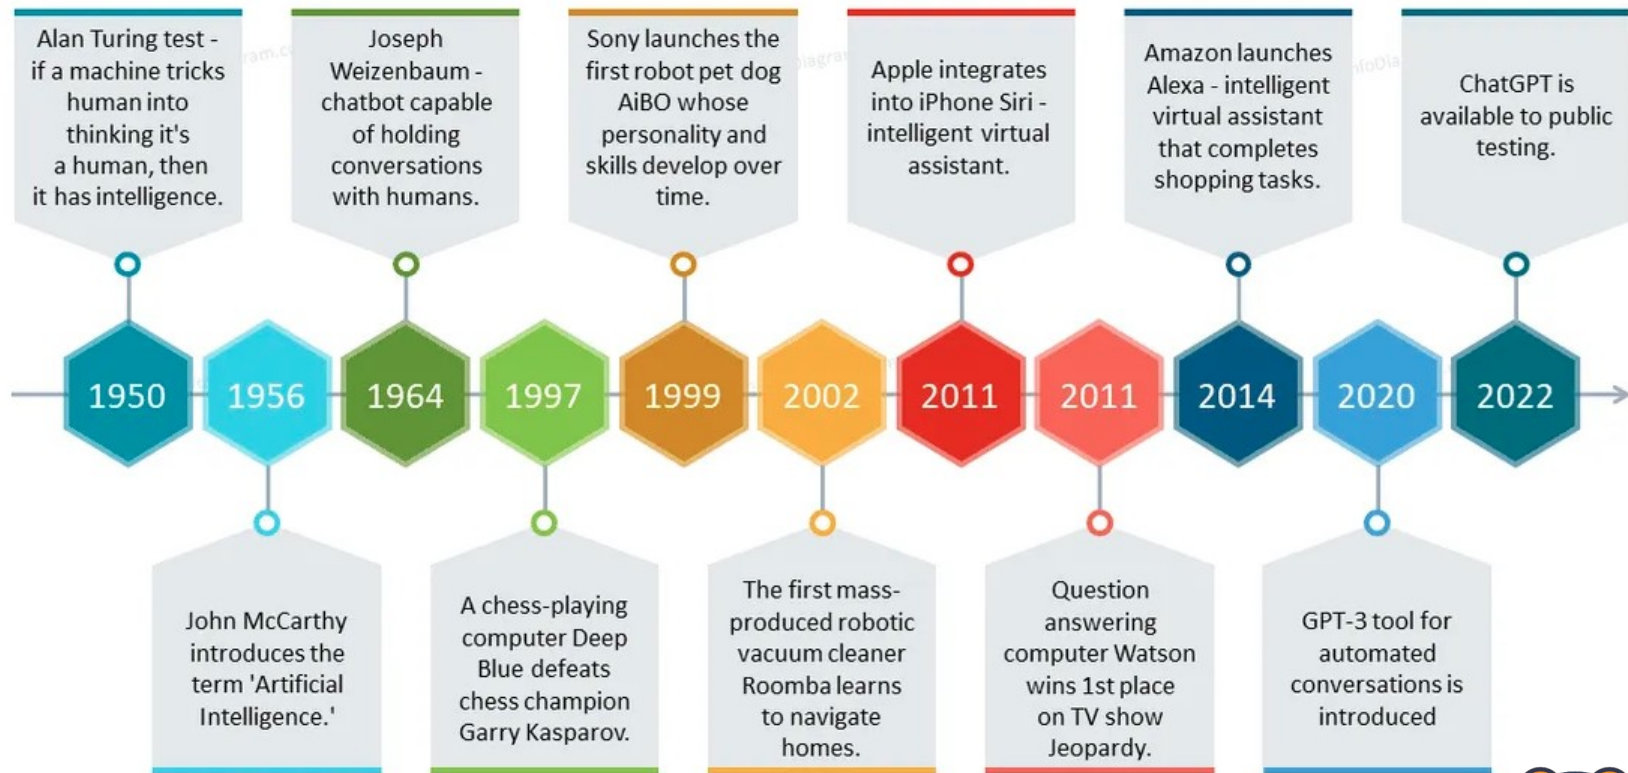 Alan Turing test -
if a machine tricks
human into
thinking it's
a human, then
it has intelligence.
Joseph
Weizenbaum -
chatbot capable
of holding
conversations
with humans.
Sony launches the
first robot pet dog
AiBO whose
personality and
skills develop over
time.
Apple integrates
into iPhone Siri -
intelligent virtual
assistant.
Amazon launches
Alexa - intelligent
virtual assistant
that completes
shopping tasks.
ChatGPT is
available to public
testing.
1950
1956
1964
1997
1999
2002
2011
2011
2014
2020
2022
John McCarthy
introduces the
term 'Artificial
Intelligence.'
A chess-playing
computer Deep
Blue defeats
chess champion
Garry Kasparov.
The first mass-
produced robotic
vacuum cleaner
Roomba learns
to navigate
homes.
Question
answering
computer Watson
wins 1st place
on TV show
Jeopardy.
GPT-3 tool for
automated
conversations is
introduced